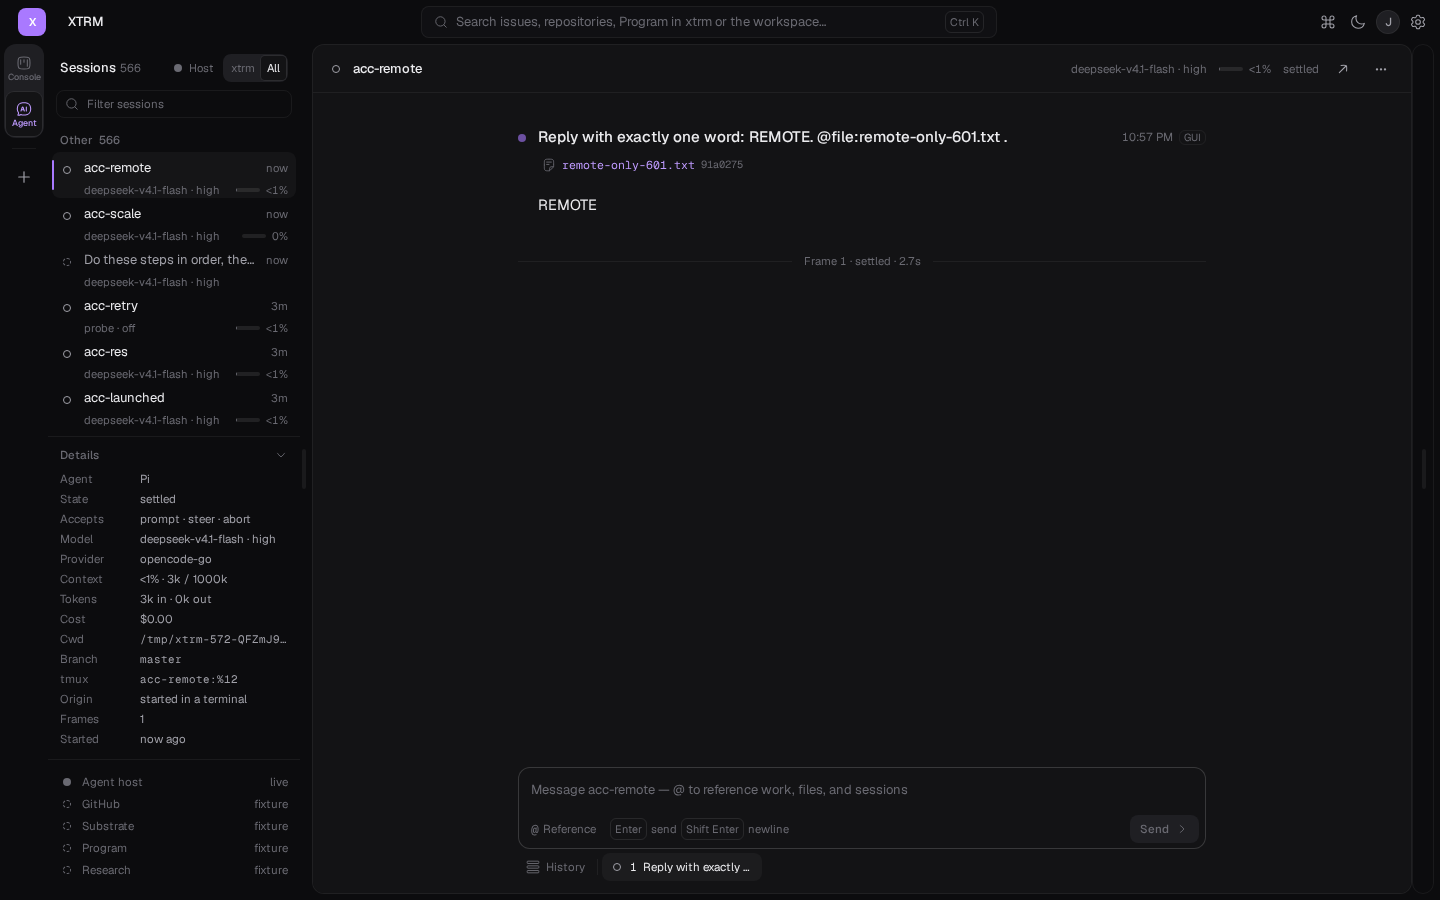 X XTRM Search issues, repositories, Program in xtrm or the workspace... Ctrl K J
Console
Agent
Sessions 566 Host xtrm All
Filter sessions
Other 566
acc-remote now
deepseek-v4.1-flash · high <1%
acc-scale now
deepseek-v4.1-flash · high 0%
Do these steps in order, the... now
deepseek-v4.1-flash · high
acc-retry 3m
probe · off <1%
acc-res 3m
deepseek-v4.1-flash · high <1%
acc-launched 3m
deepseek-v4.1-flash · high <1%
Details
Agent Pi
State settled
Accepts prompt · steer · abort
Model deepseek-v4.1-flash · high
Provider opencode-go
Context <1% · 3k / 1000k
Tokens 3k in · 0k out
Cost $0.00
Cwd /tmp/xtrm-572-QFZmJ9...
Branch master
tmux acc-remote:%12
Origin started in a terminal
Frames 1
Started now ago
Agent host live
GitHub fixture
Substrate fixture
Program fixture
Research fixture
acc-remote deepseek-v4.1-flash · high <1% settled
Reply with exactly one word: REMOTE. @file:remote-only-601.txt . 10:57 PM GUI
remote-only-601.txt 91a0275
REMOTE
Frame 1 · settled · 2.7s
Message acc-remote — @ to reference work, files, and sessions
@ Reference Enter send Shift Enter newline Send
History 1 Reply with exactly ...